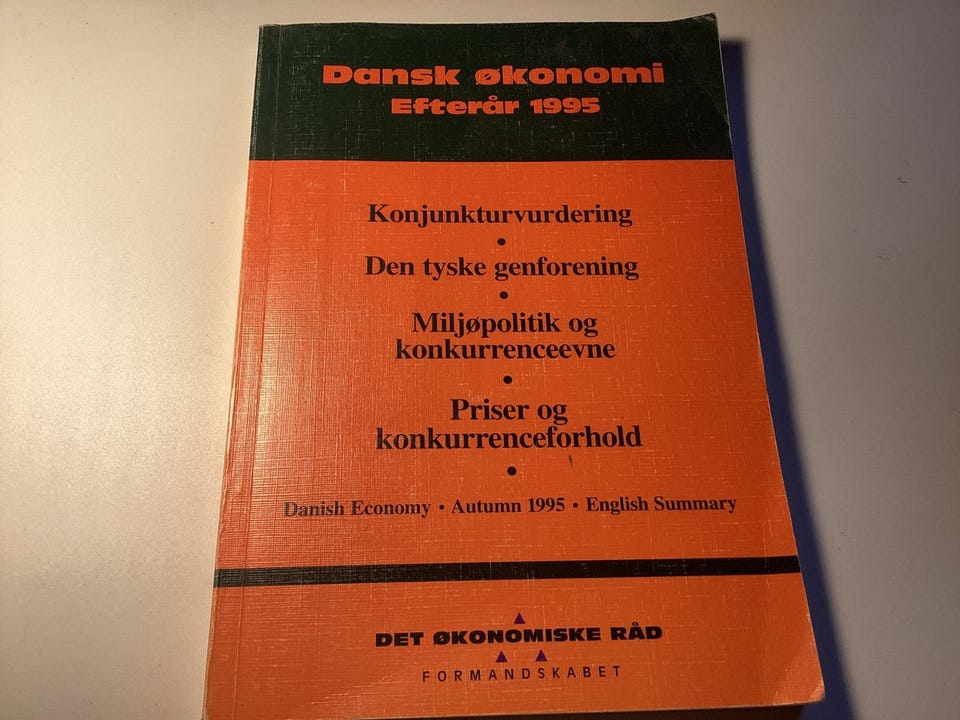 Dansk økonomi
Efterår 1995
Konjunkturvurdering
•
Den tyske genforening
•
Miljøpolitik og
konkurrenceevne
•
Priser og
konkurrenceforhold
•
Danish Economy • Autumn 1995 • English Summary
DET ØKONOMISKE RÅD
FORMANDSKABET